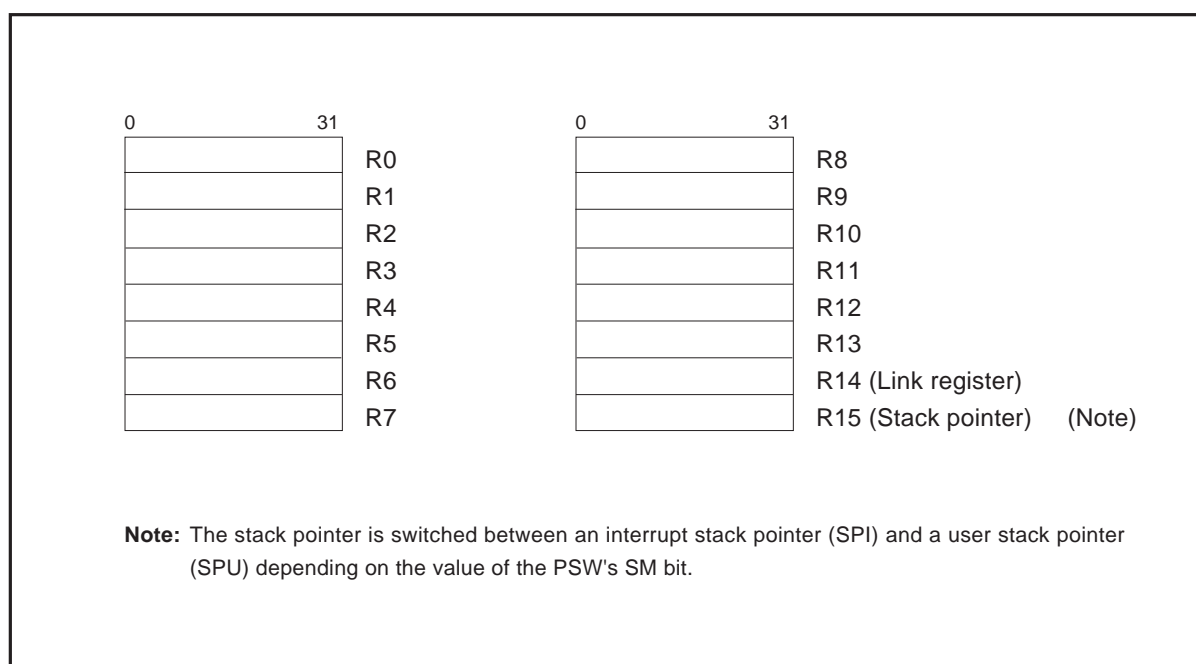 0 31
R0
R1
R2
R3
R4
R5
R6
R7
0 31
R8
R9
R10
R11
R12
R13
R14 (Link register)
R15 (Stack pointer) (Note)
Note: The stack pointer is switched between an interrupt stack pointer (SPI) and a user stack pointer
(SPU) depending on the value of the PSW's SM bit.